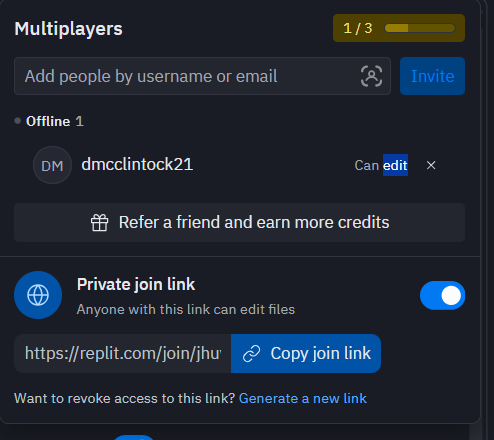 Multiplayers
1 / 3
Add people by username or email
Invite
Offline 1
DM
dmcclintock21
Can edit
Refer a friend and earn more credits
Private join link
Anyone with this link can edit files
https://replit.com/join/jhu
Copy join link
Want to revoke access to this link? Generate a new link